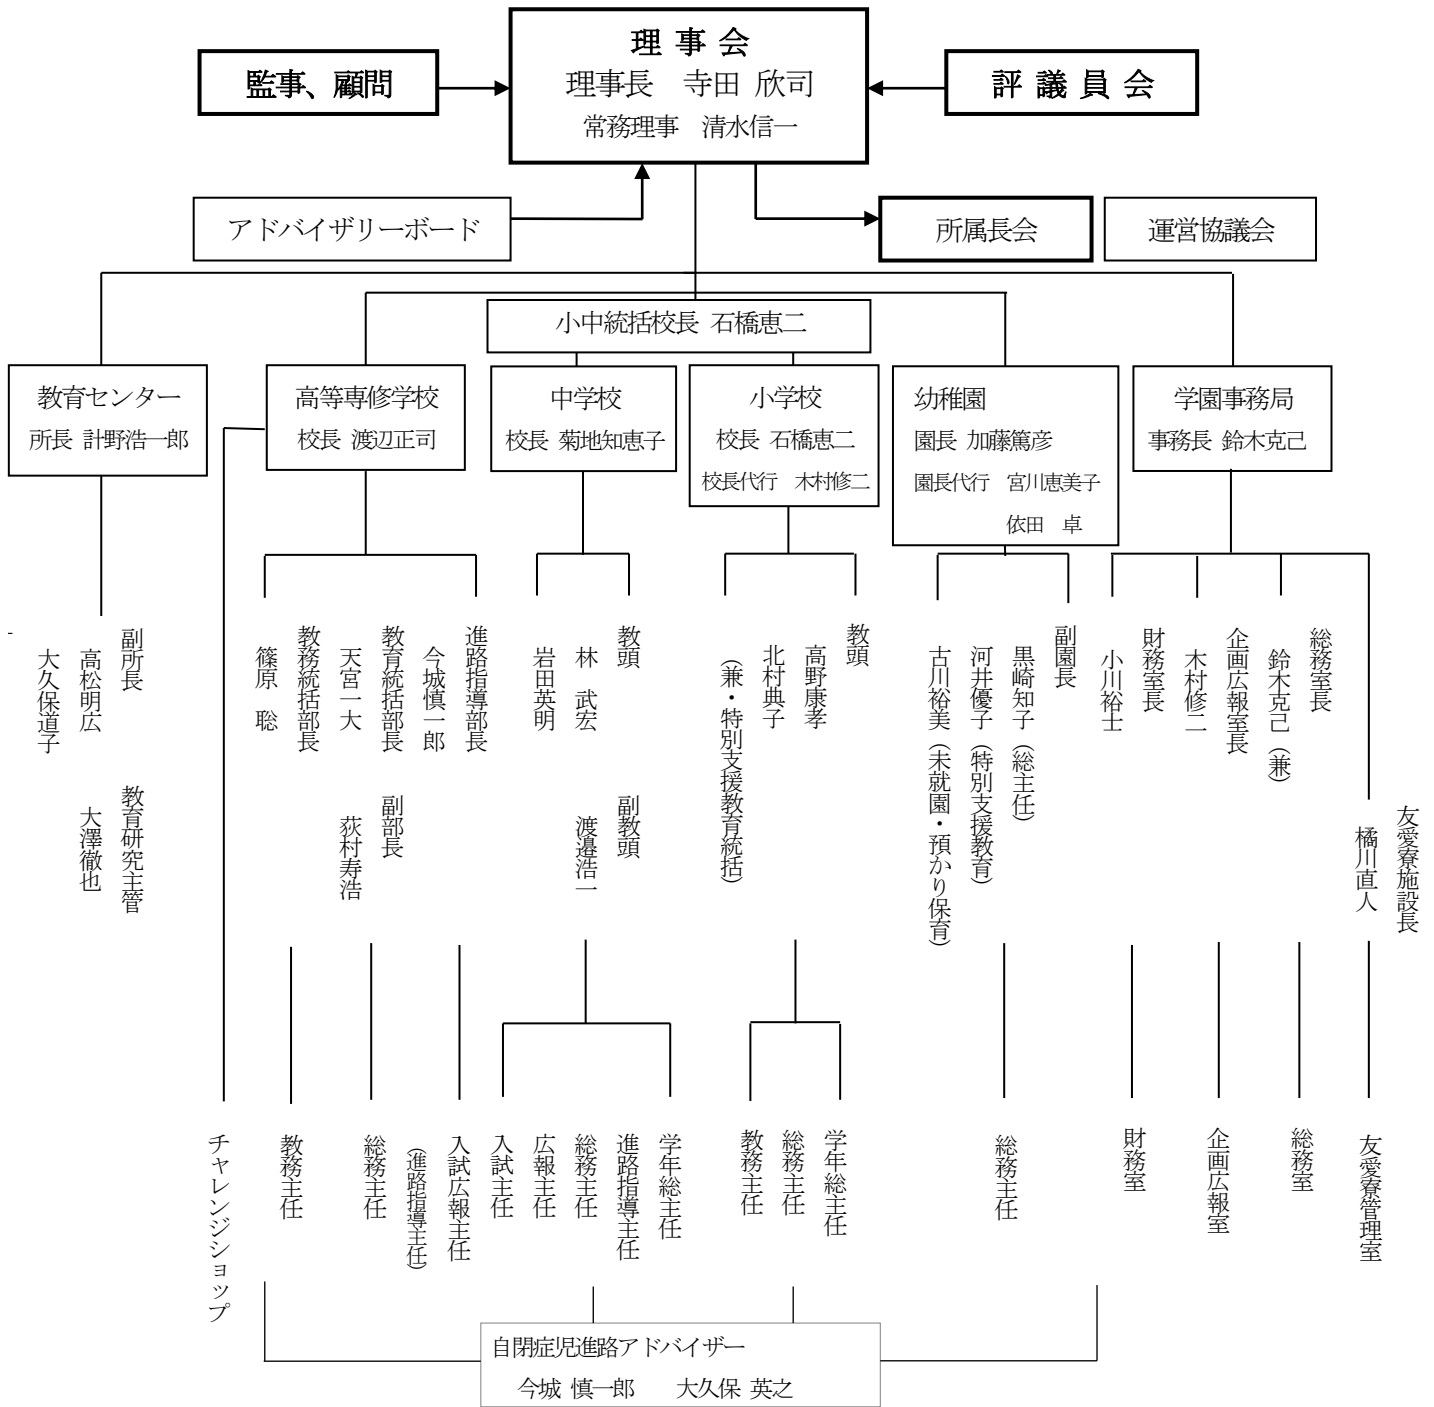 理 事 会
理事長　寺田 欣司
常務理事　清水信一
監事、顧問
評 議 員 会
アドバイザリーボード
所属長会
運営協議会
小中統括校長 石橋恵二
教育センター
所長 計野浩一郎
高等専修学校
校長 渡辺正司
中学校
校長 菊地知恵子
小学校
校長 石橋恵二
校長代行　木村修二
幼稚園
園長 加藤篤彦
園長代行　宮川恵美子
依田　卓
学園事務局
事務長 鈴木克己
副所長
高松明広
大久保道子
教育研究主管
大澤徹也
進路指導部長
今城慎一郎
教育統括部長
天宮一大
副部長
荻村寿浩
教務統括部長
篠原　聡
教頭
林　武宏
岩田英明
副教頭
渡邉浩一
教頭
高野康孝
北村典子
（兼・特別支援教育統括）
副園長
黒崎知子（総主任）
河井優子（特別支援教育）
古川裕美（未就園・預かり保育）
総務室長
鈴木克己（兼）
企画広報室長
木村修二
財務室長
小川裕士
友愛寮施設長
橘川直人
チャレンジショップ
教務主任
総務主任
（進路指導主任）
入試広報主任
入試主任
広報主任
総務主任
進路指導主任
学年総主任
教務主任
総務主任
学年総主任
総務主任
財務室
企画広報室
総務室
友愛寮管理室
自閉症児進路アドバイザー
今城 慎一郎　　大久保 英之